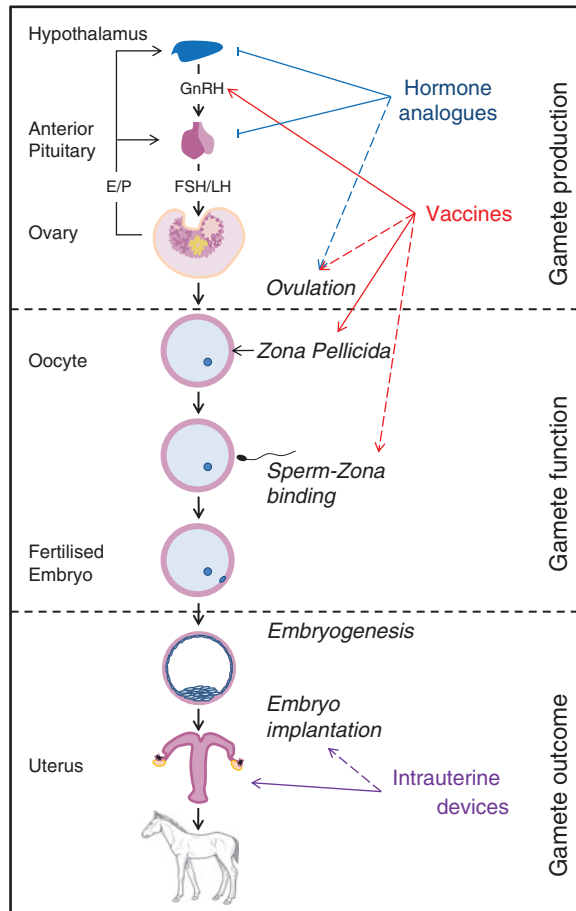 Hypothalamus
GnRH
Hormone
analogues
Anterior
Pituitary
E/P
FSH/LH
Vaccines
Ovary
Ovulation
Gamete production
Oocyte
Zona Pellicida
Sperm-Zona
binding
Fertilised
Embryo
Gamete function
Embryogenesis
Embryo
implantation
Uterus
Intrauterine
devices
Gamete outcome